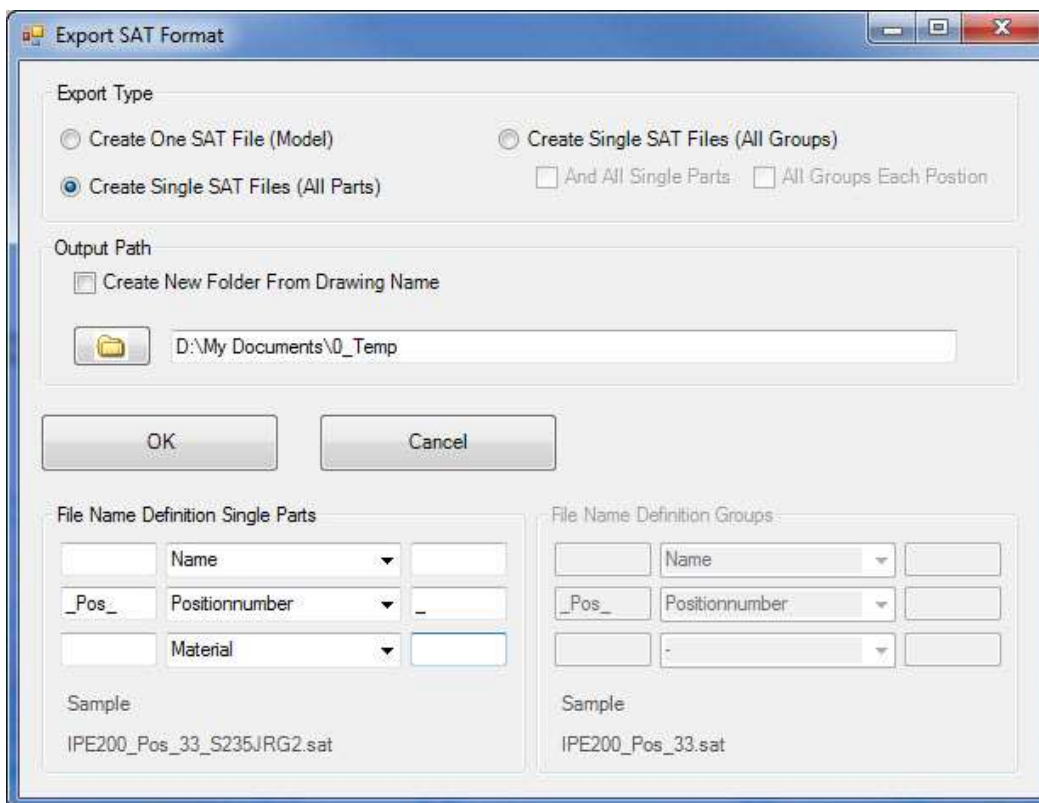 Export SAT Format
Export Type
Create One SAT File (Model)
Create Single SAT Files (All Groups)
And All Single Parts
All Groups Each Postion
Create Single SAT Files (All Parts)
Output Path
Create New Folder From Drawing Name
D:\My Documents\0_Temp
OK
Cancel
File Name Definition Single Parts
Name
_Pos_ Positionnumber _
Material
Sample
IPE200_Pos_33_S235JRG2.sat
File Name Definition Groups
Name
_Pos_ Positionnumber
-
Sample
IPE200_Pos_33.sat